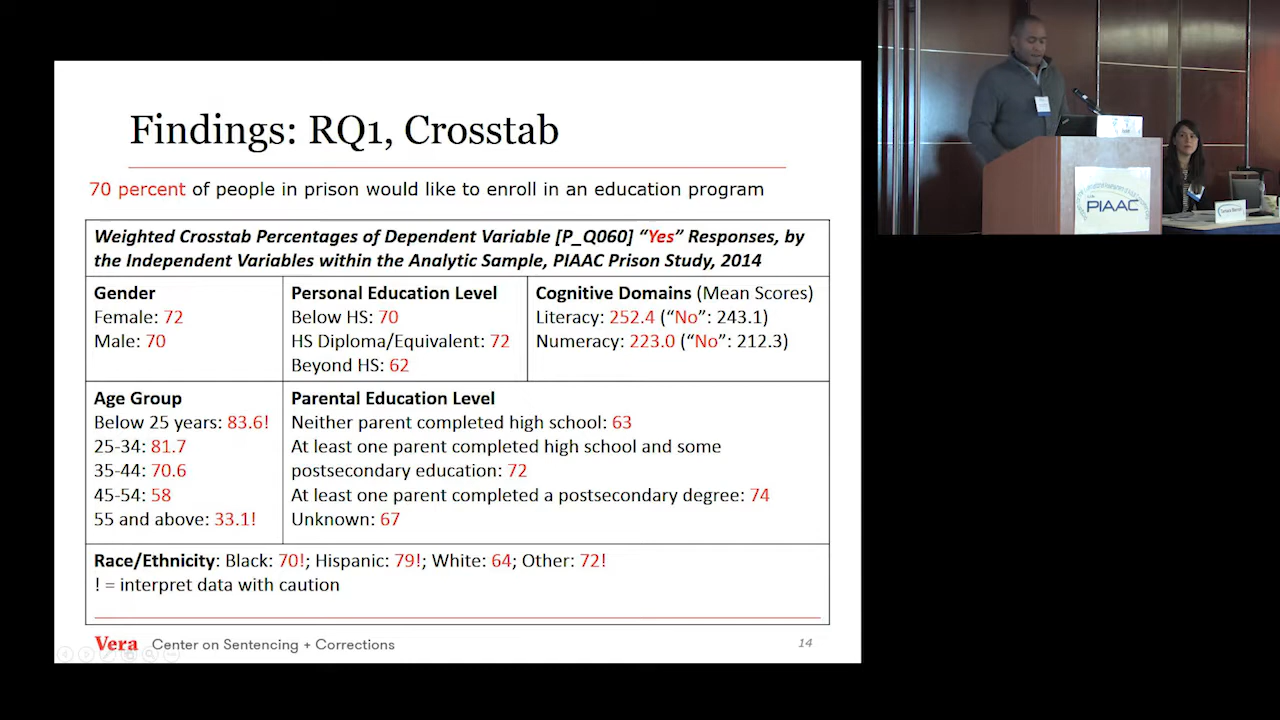 Findings: RQ1, Crosstab
70 percent of people in prison would like to enroll in an education program
Weighted Crosstab Percentages of Dependent Variable [P_Q060] “Yes” Responses, by
the Independent Variables within the Analytic Sample, PIAAC Prison Study, 2014
Gender
Female: 72
Male: 70
Personal Education Level
Below HS: 70
HS Diploma/Equivalent: 72
Beyond HS: 62
Cognitive Domains (Mean Scores)
Literacy: 252.4 (“No”: 243.1)
Numeracy: 223.0 (“No”: 212.3)
Age Group
Below 25 years: 83.6!
25-34: 81.7
35-44: 70.6
45-54: 58
55 and above: 33.1!
Parental Education Level
Neither parent completed high school: 63
At least one parent completed high school and some
postsecondary education: 72
At least one parent completed a postsecondary degree: 74
Unknown: 67
Race/Ethnicity: Black: 70!; Hispanic: 79!; White: 64; Other: 72!
! = interpret data with caution
Vera Center on Sentencing + Corrections
14
PIAAC